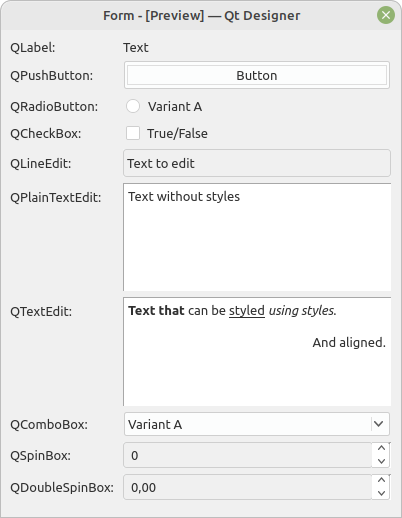 Form - [Preview] — Qt Designer
QLabel: Text
QPushButton: Button
QRadioButton: Variant A
QCheckBox: True/False
QLineEdit: Text to edit
QPlainTextEdit: Text without styles
QTextEdit: Text that can be styled using styles.
And aligned.
QComboBox: Variant A
QSpinBox: 0
QDoubleSpinBox: 0,00